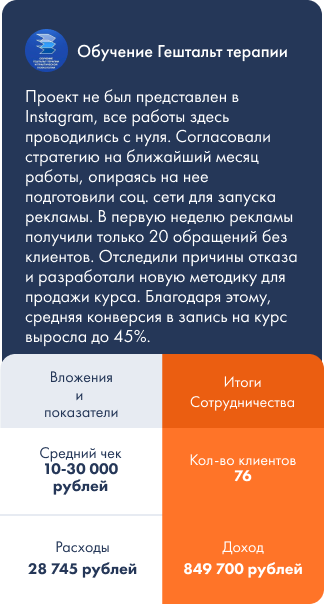 Обучение Гештальт терапии
Проект не был представлен в
Instagram, все работы здесь
проводились с нуля. Согласовали
стратегию на ближайший месяц
работы, опираясь на нее
подготовили соц. сети для запуска
рекламы. В первую неделю рекламы
получили только 20 обращений без
клиентов. Отследили причины отказа
и разработали новую методику для
продажи курса. Благодаря этому,
средняя конверсия в запись на курс
выросла до 45%.
Вложения
и
показатели
Итоги
Сотрудничества
Средний чек
10-30 000
рублей
Кол-во клиентов
76
Расходы
28 745 рублей
Доход
849 700 рублей